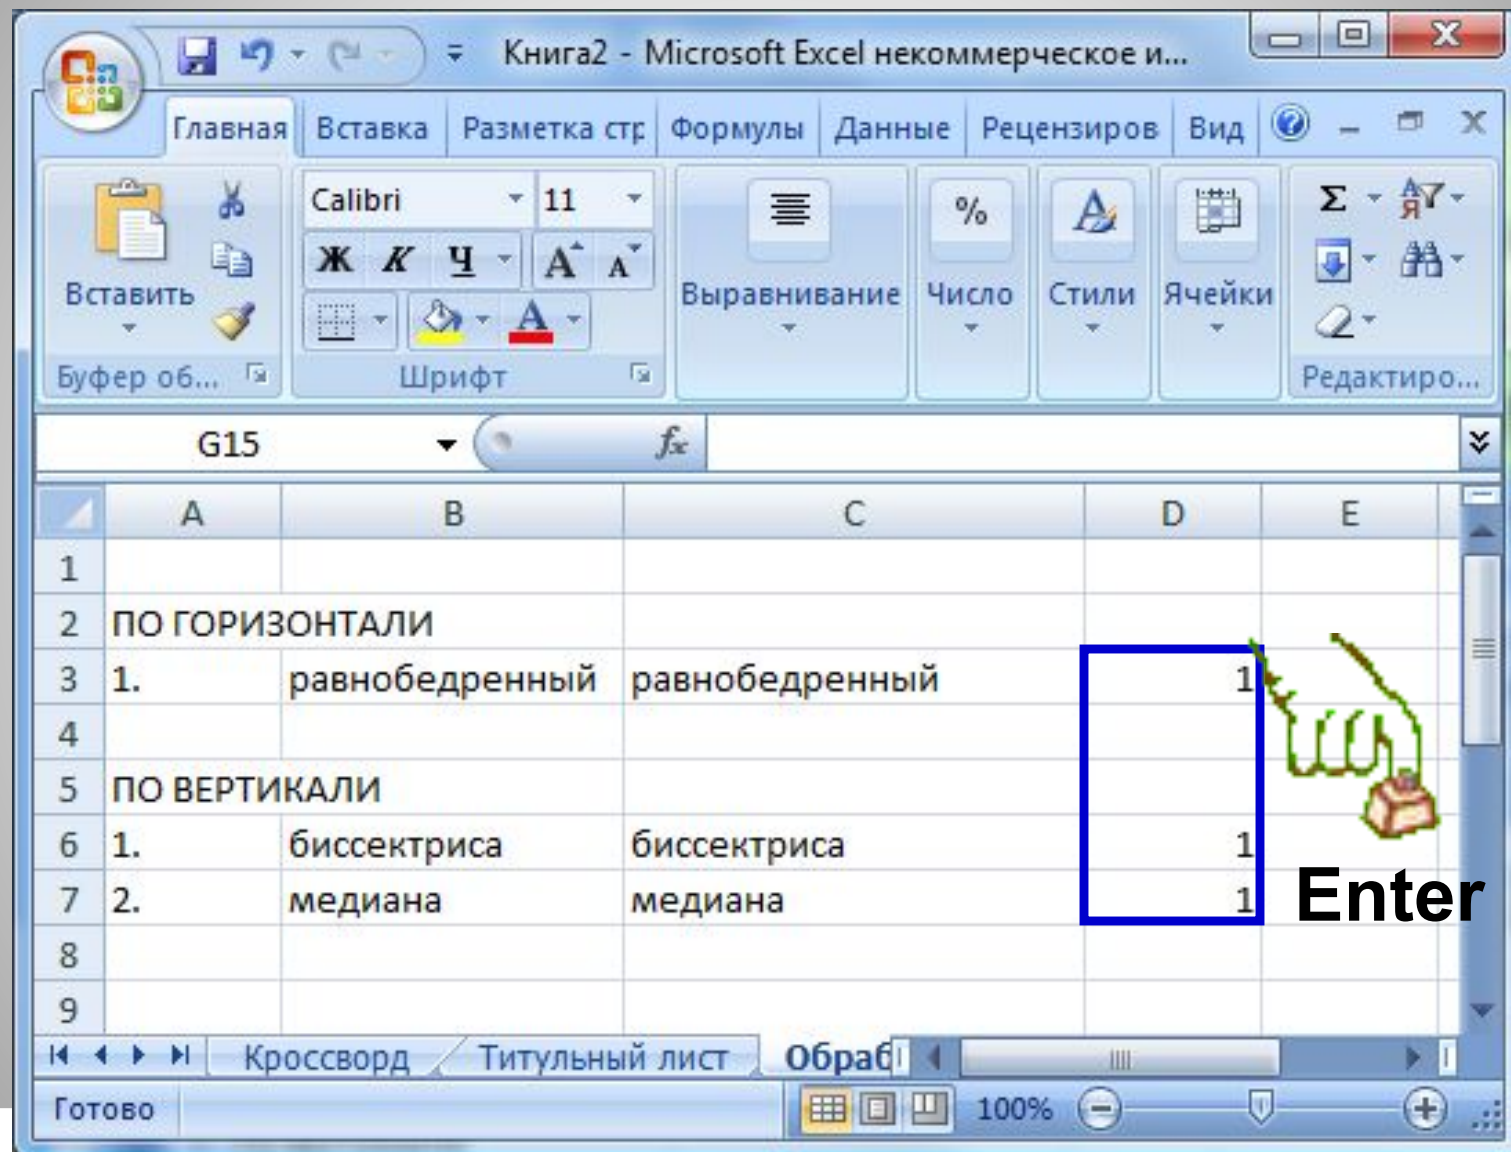 Книга2 - Microsoft Excel некоммерческое и...
Главная Вставка Разметка стр Формулы Данные Рецензиров Вид
Calibri 11
Ж К Ч А А
% А Σ А Я
Вставить А Выравнивание Число Стили Ячейки
Буфер об... Шрифт Редактиро...
G15 fx
A B C D E
1
2 ПО ГОРИЗОНТАЛИ
3 1. равнобедренный равнобедренный 1
4
5 ПО ВЕРТИКАЛИ
6 1. биссектриса биссектриса 1
7 2. медиана медиана 1
Enter
8
9
Кроссворд Титульный лист Обраб
Готово 100%